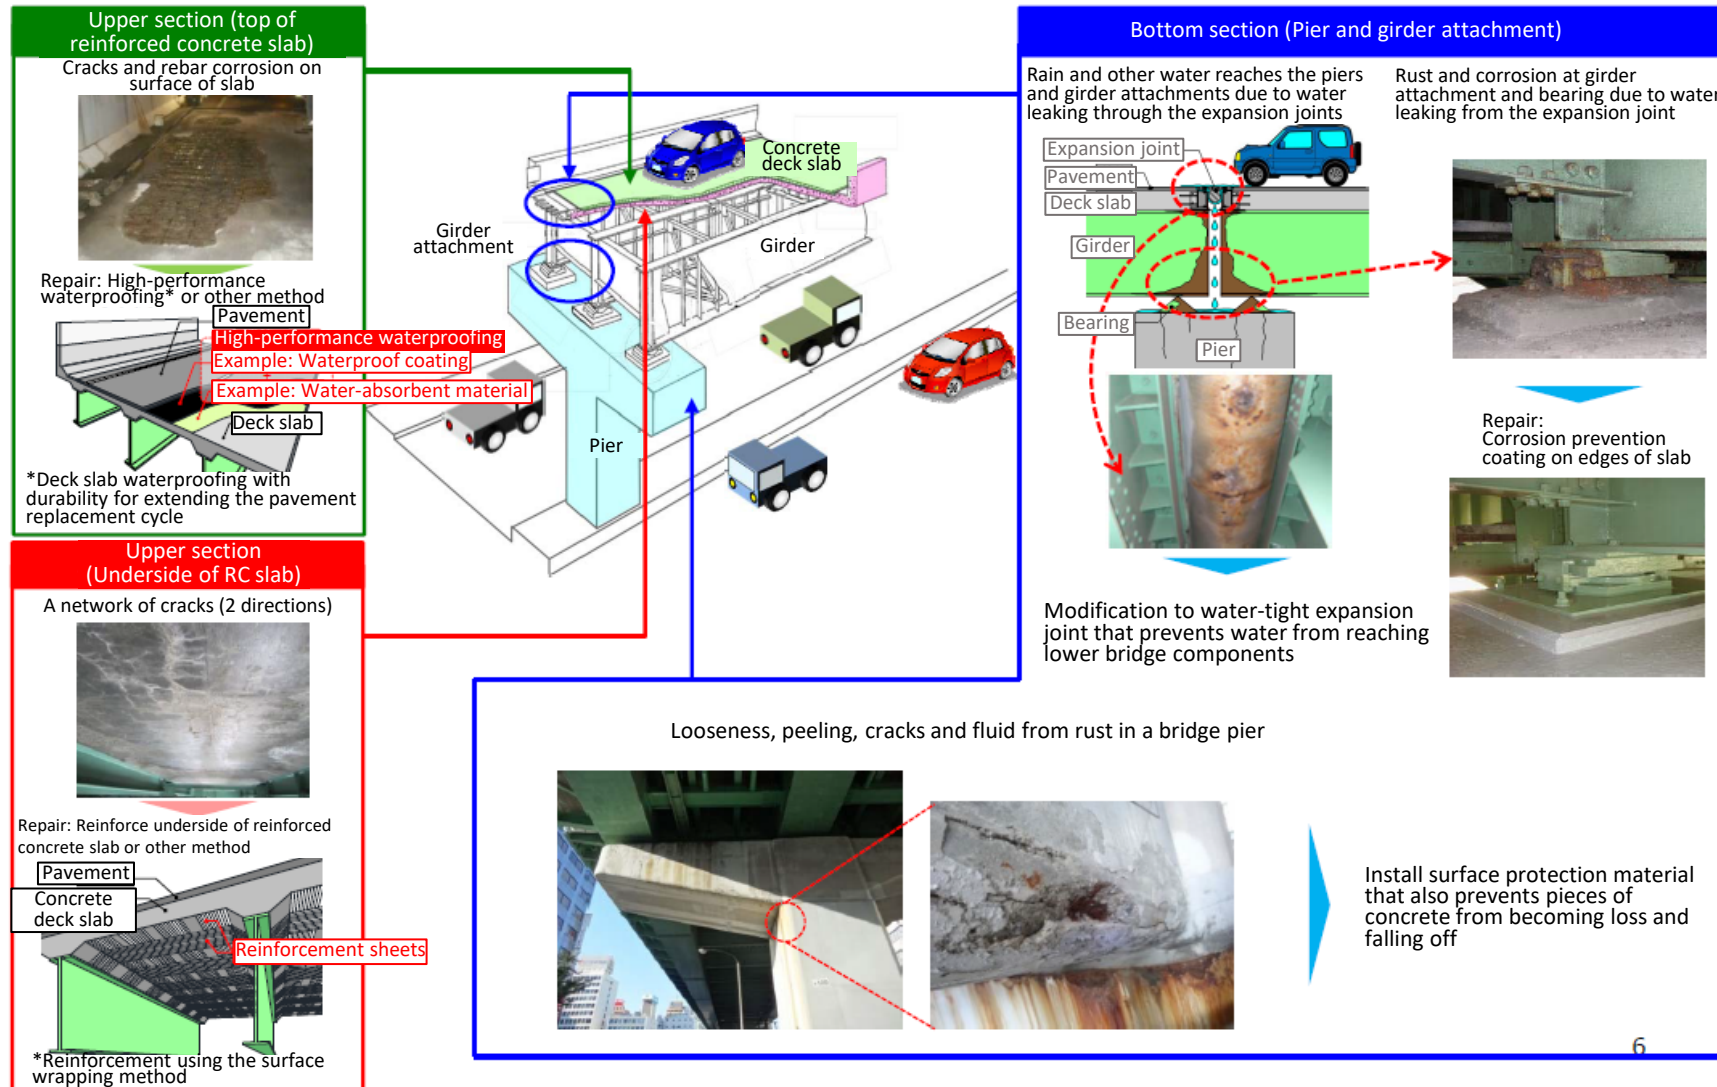 Upper section (top of
reinforced concrete slab)
Cracks and rebar corrosion on
surface of slab
Repair: High-performance
waterproofing* or other method
Pavement
High-performance waterproofing
Example: Waterproof coating
Example: Water-absorbent material
Deck slab
*Deck slab waterproofing with
durability for extending the pavement
replacement cycle
Upper section
(Underside of RC slab)
A network of cracks (2 directions)
Repair: Reinforce underside of reinforced
concrete slab or other method
Pavement
Concrete
deck slab
Reinforcement sheets
*Reinforcement using the surface
wrapping method
Concrete
deck slab
Girder
attachment
Girder
Pier
Bottom section (Pier and girder attachment)
Rain and other water reaches the piers
and girder attachments due to water
leaking through the expansion joints
Expansion joint
Pavement
Deck slab
Girder
Bearing
Pier
Modification to water-tight expansion
joint that prevents water from reaching
lower bridge components
Rust and corrosion at girder
attachment and bearing due to water
leaking from the expansion joint
Repair:
Corrosion prevention
coating on edges of slab
Looseness, peeling, cracks and fluid from rust in a bridge pier
Install surface protection material
that also prevents pieces of
concrete from becoming loss and
falling off
6